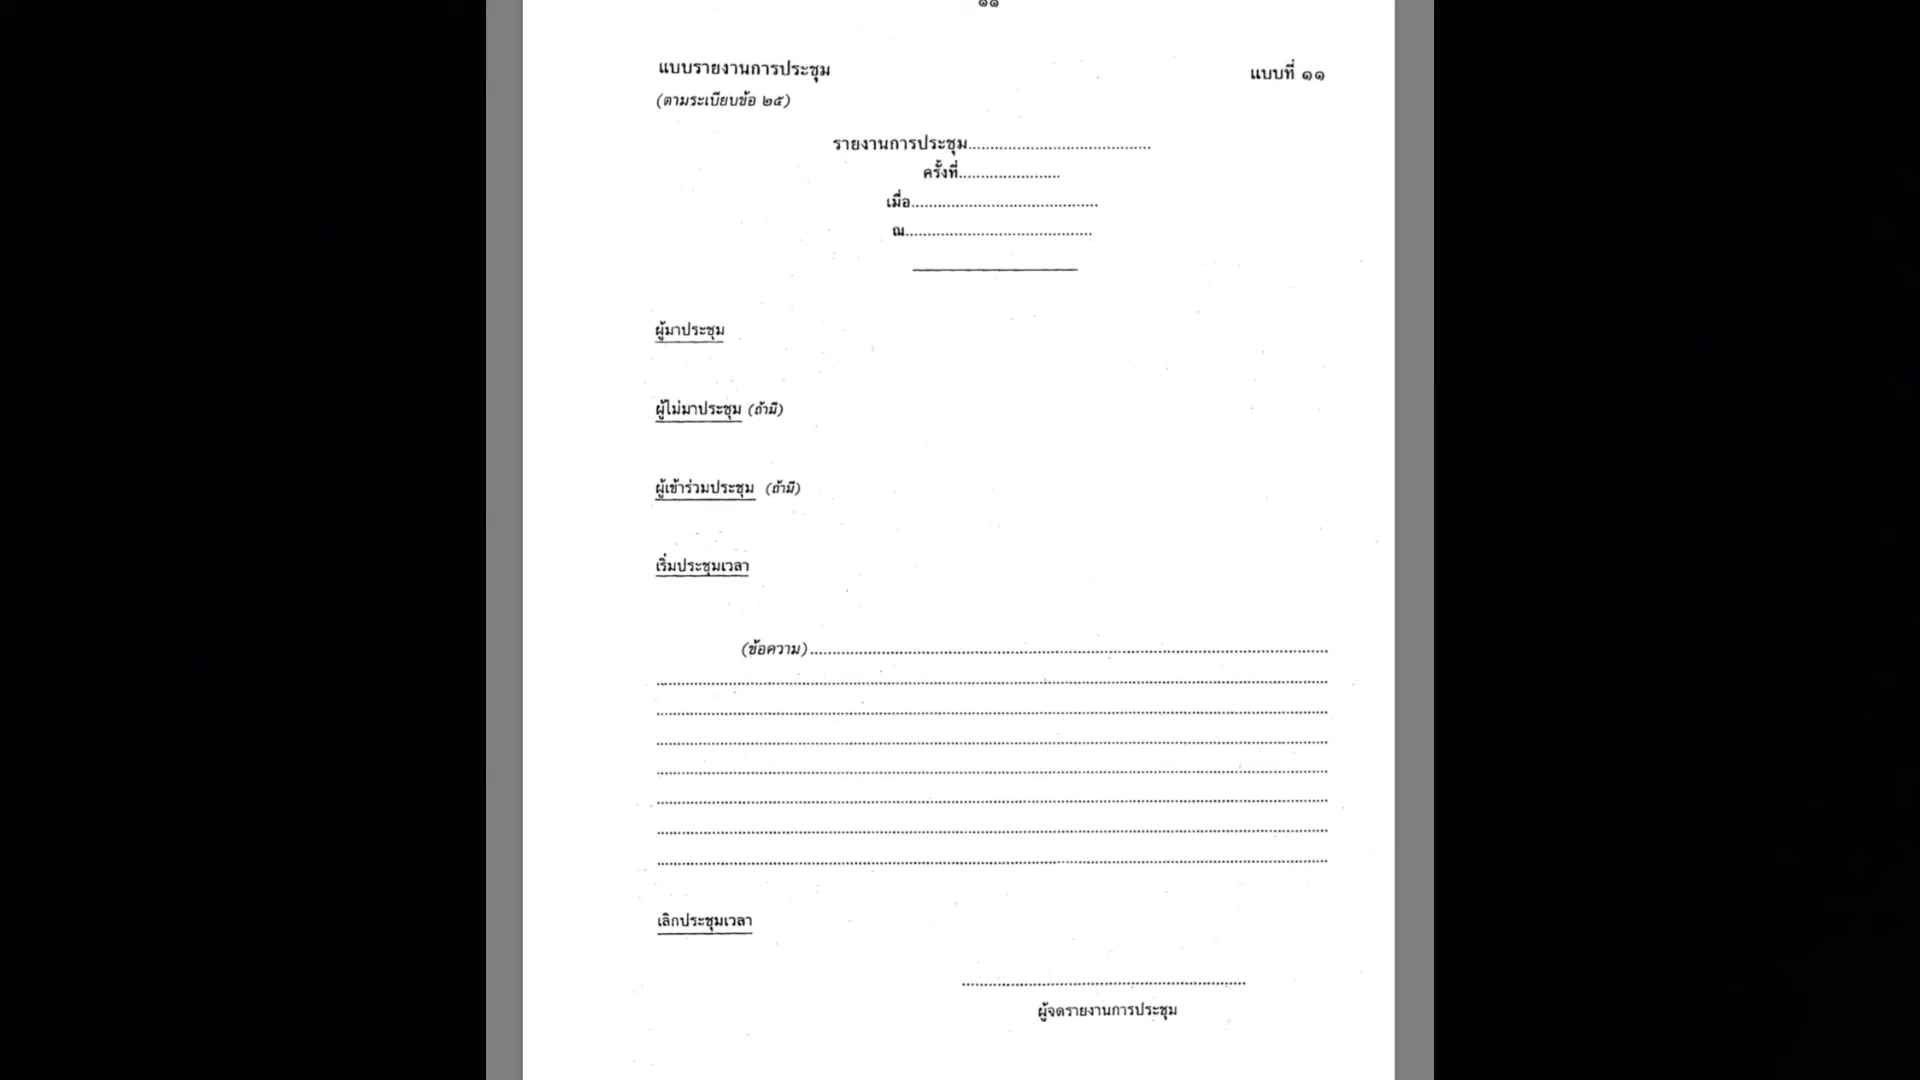 ๑๑
แบบรายงานการประชุม
แบบที่ ๑๑
(ตามระเบียบข้อ ๒๕)
รายงานการประชุม........................................
ครั้งที่.......................
เมื่อ..........................................
ณ..........................................
ผู้มาประชุม
ผู้ไม่มาประชุม (ถ้ามี)
ผู้เข้าร่วมประชุม (ถ้ามี)
เริ่มประชุมเวลา
(ข้อความ)........................................
เลิกประชุมเวลา
ผู้จดรายงานการประชุม